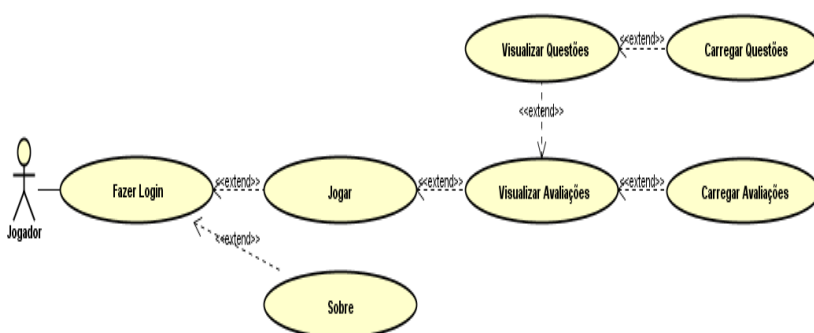 Visualizar Questões
<<extend>>
Carregar Questões
<<extend>>
Jogador
Fazer Login
<<extend>>
Jogar
<<extend>>
Visualizar Avaliações
<<extend>>
Carregar Avaliações
<<extend>>
Sobre